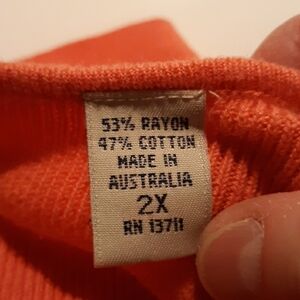 53% RAYON
47% COTTON
MADE IN
AUSTRALIA
2X
RN 13711